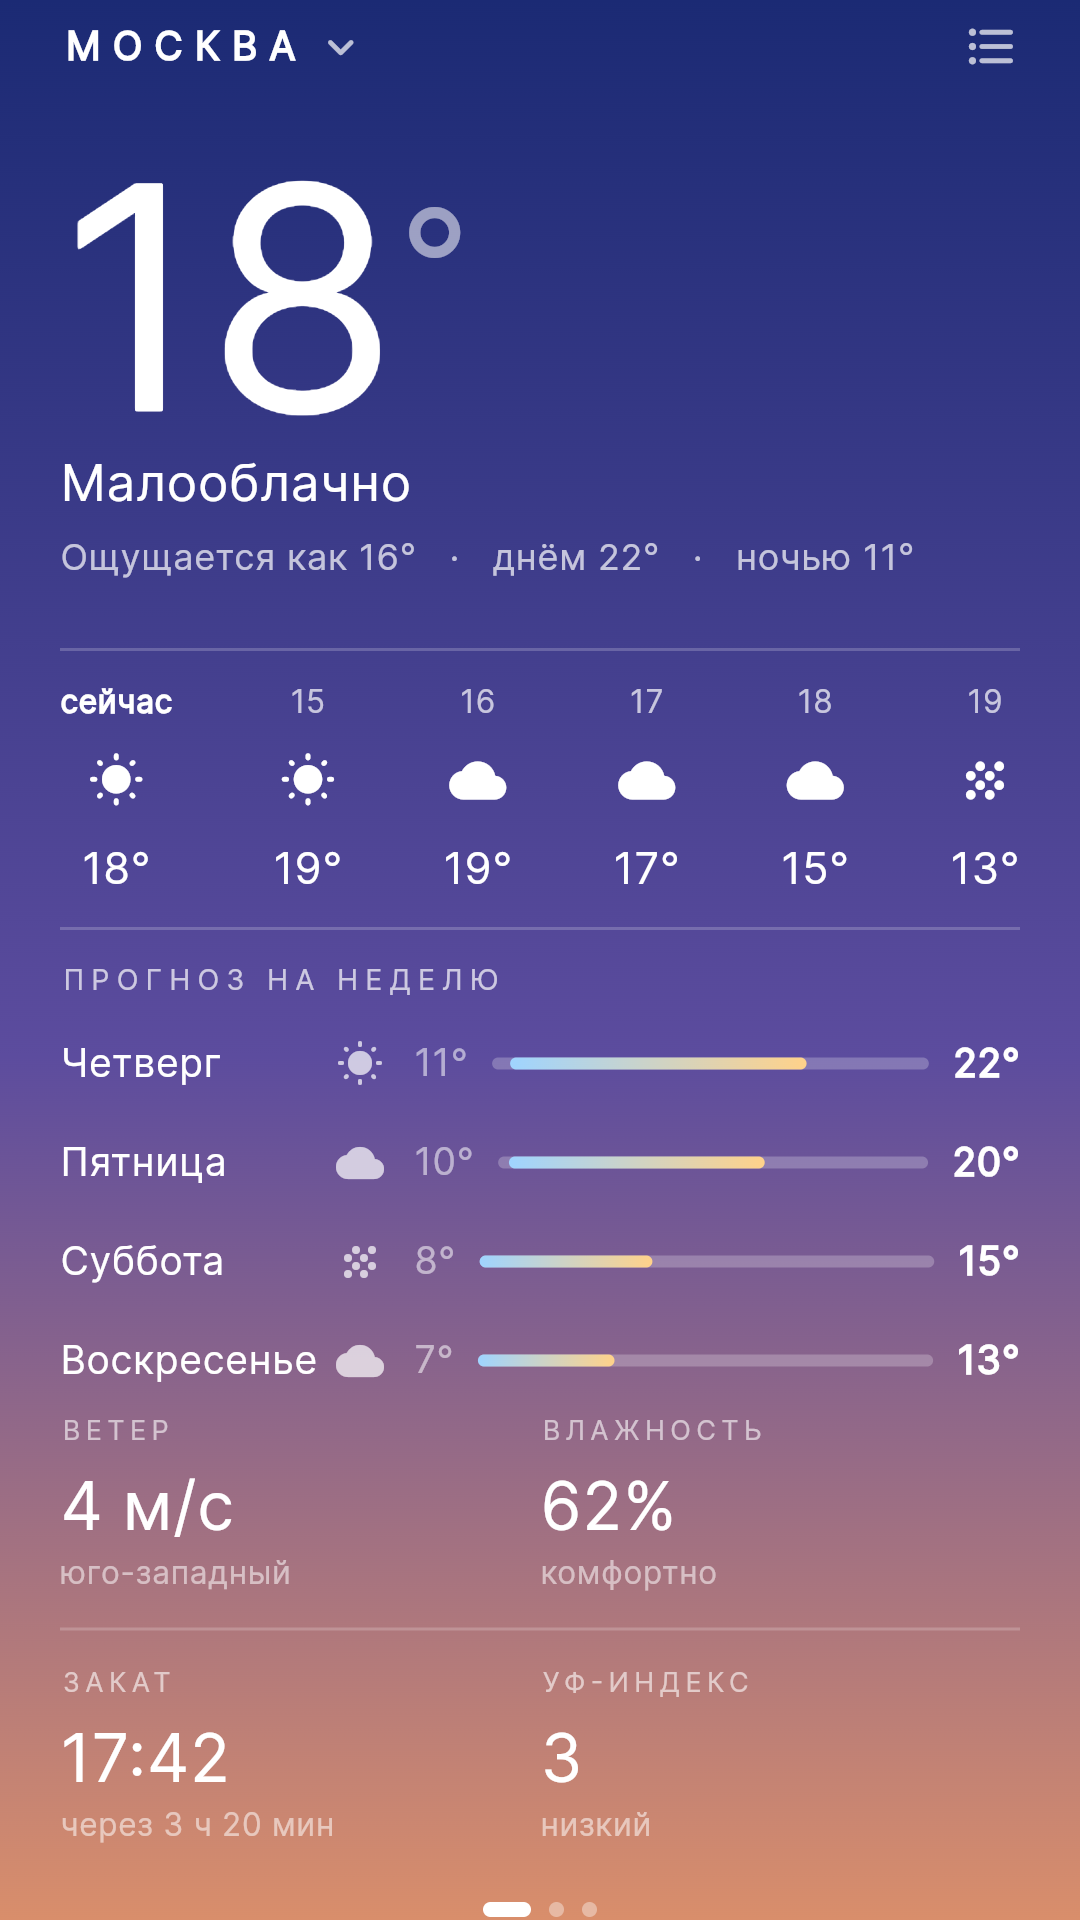 МОСКВА
18°
Малооблачно
Ощущается как 16° · днём 22° · ночью 11°
сейчас 15 16 17 18 19
18° 19° 19° 17° 15° 13°
ПРОГНОЗ НА НЕДЕЛЮ
Четверг 11° 22°
Пятница 10° 20°
Суббота 8° 15°
Воскресенье 7° 13°
ВЕТЕР ВЛАЖНОСТЬ
4 м/с 62%
юго-западный комфортно
ЗАКАТ УФ-ИНДЕКС
17:42 3
через 3 ч 20 мин низкий